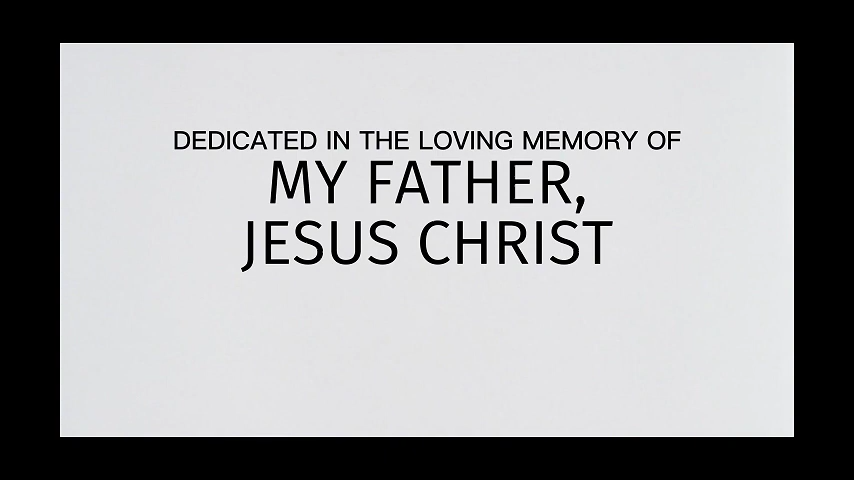 DEDICATED IN THE LOVING MEMORY OF
MY FATHER,
JESUS CHRIST